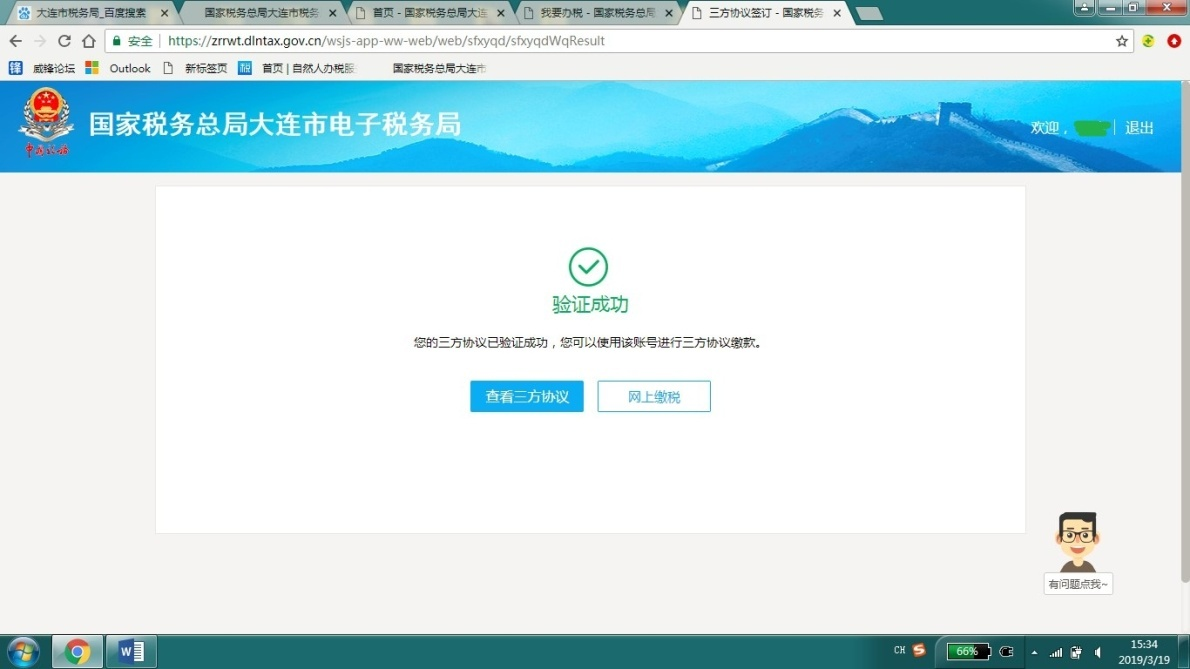 大连市税务局_百度搜索
国家税务总局大连市税务
首页 - 国家税务总局大连
我要办税 - 国家税务总局
三方协议签订 - 国家税务
安全 https://zrrwt.dlntax.gov.cn/wsjs-app-ww-web/web/sfxyqd/sfxyqdWqResult
锋 威锋论坛 Outlook 新标签页 首页 | 自然人办税服 国家税务总局大连市
国家税务总局大连市电子税务局
中国税务
欢迎， 退出
验证成功
您的三方协议已验证成功，您可以使用该账号进行三方协议缴款。
查看三方协议 网上缴税
有问题点我~
CH 66% 15:34
2019/3/19